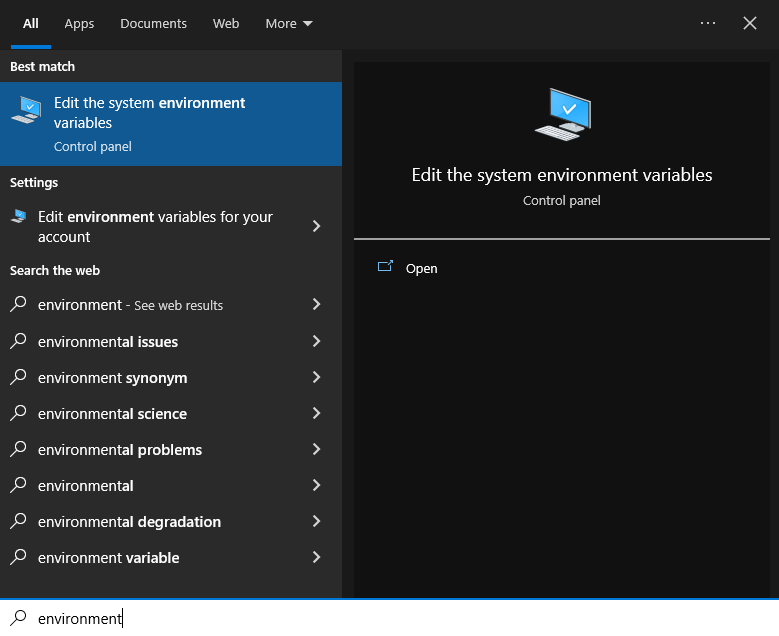 All
Apps
Documents
Web
More
Best match
Edit the system environment
variables
Control panel
Settings
Edit environment variables for your
account
Search the web
environment - See web results
environmental issues
environment synonym
environmental science
environmental problems
environmental
environmental degradation
environment variable
Edit the system environment variables
Control panel
Open
environment